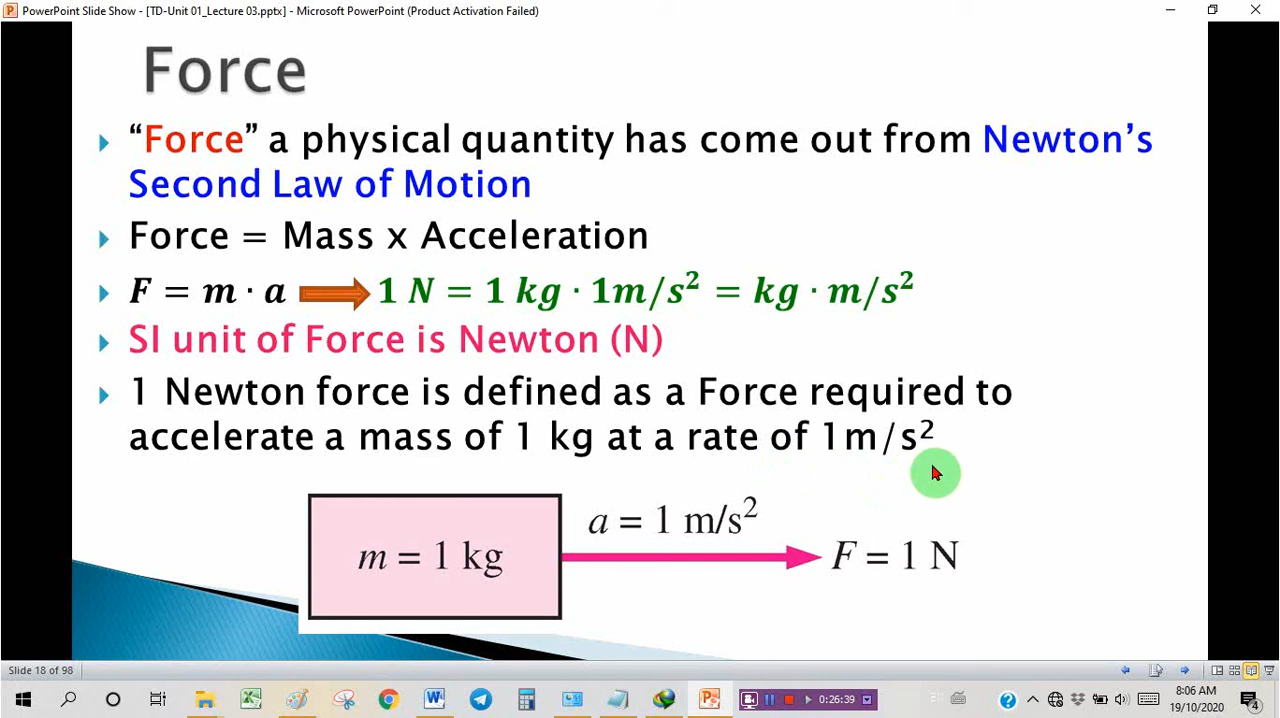 PowerPoint Slide Show - [TD-Unit 01_Lecture 03.pptx] - Microsoft PowerPoint (Product Activation Failed)
Force
“Force” a physical quantity has come out from Newton’s
Second Law of Motion
Force = Mass x Acceleration
F = m · a 1 N = 1 kg · 1m/s² = kg · m/s²
SI unit of Force is Newton (N)
1 Newton force is defined as a Force required to
accelerate a mass of 1 kg at a rate of 1m/s²
a = 1 m/s²
m = 1 kg
F = 1 N
Slide 18 of 98
0:26:39
8:06 AM
19/10/2020
4